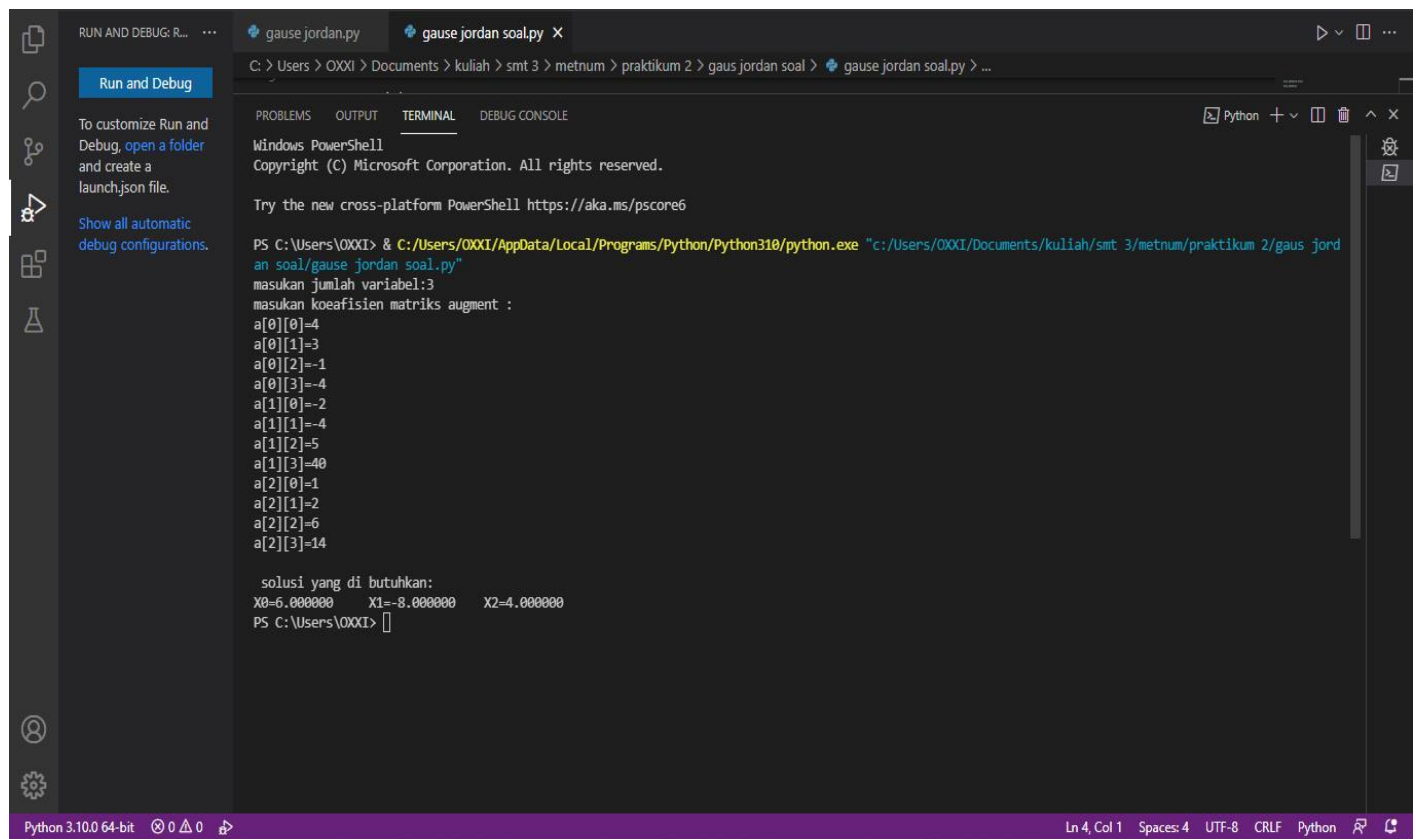 RUN AND DEBUG: R... ...
gause jordan.py
gause jordan soal.py
C: > Users > OXXI > Documents > kuliah > smt 3 > metnum > praktikum 2 > gaus jordan soal > gause jordan soal.py > ...
Run and Debug
To customize Run and
Debug, open a folder
and create a
launch.json file.
Show all automatic
debug configurations.
PROBLEMS OUTPUT TERMINAL DEBUG CONSOLE
Python
Windows PowerShell
Copyright (C) Microsoft Corporation. All rights reserved.
Try the new cross-platform PowerShell https://aka.ms/pscore6
PS C:\Users\OXXI> & C:/Users/OXXI/AppData/Local/Programs/Python/Python310/python.exe "c:/Users/OXXI/Documents/kuliah/smt 3/metnum/praktikum 2/gaus jord
an soal/gause jordan soal.py"
masukan jumlah variabel:3
masukan koeafisien matriks augment :
a[0][0]=4
a[0][1]=3
a[0][2]=-1
a[0][3]=-4
a[1][0]=-2
a[1][1]=-4
a[1][2]=5
a[1][3]=40
a[2][0]=1
a[2][1]=2
a[2][2]=6
a[2][3]=14
solusi yang di butuhkan:
X0=6.000000 X1=-8.000000 X2=4.000000
PS C:\Users\OXXI>
Python 3.10.0 64-bit 0 0 Ln 4, Col 1 Spaces: 4 UTF-8 CRLF Python